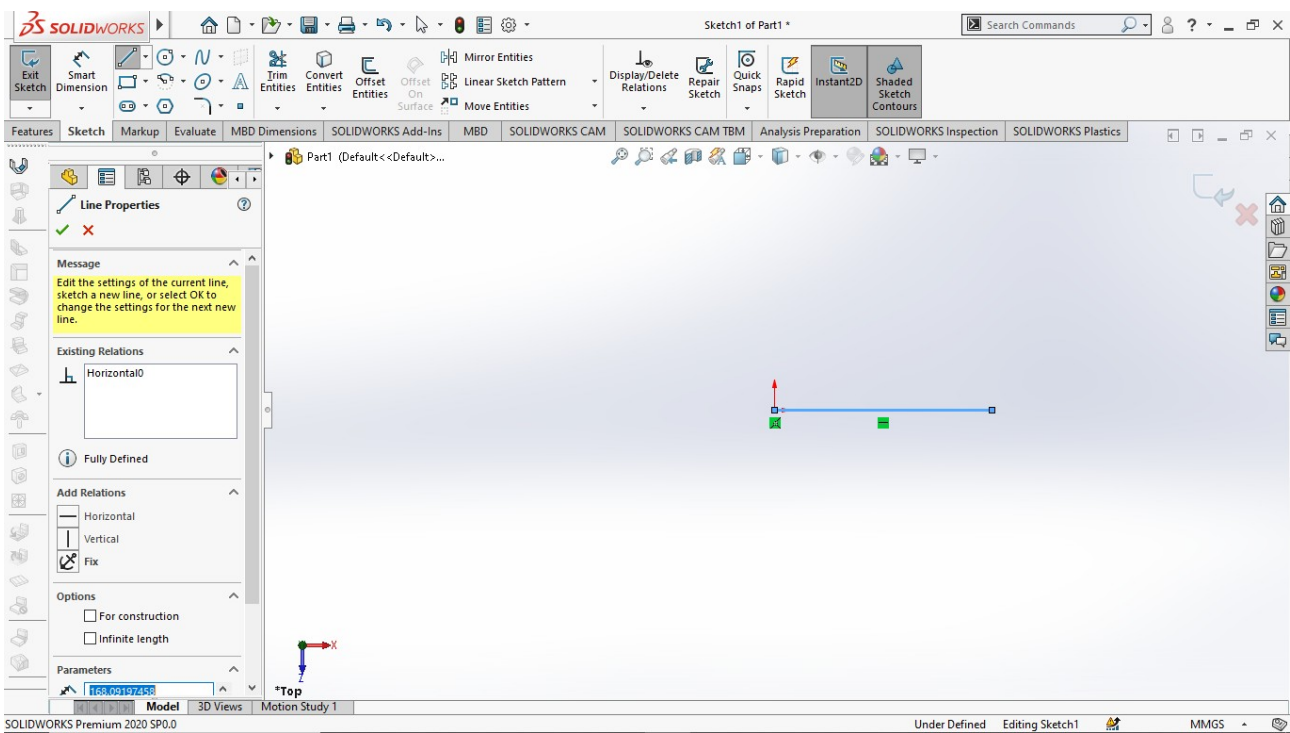 SOLIDWORKS
Sketch1 of Part1 *
Search Commands
?
Exit Sketch
Smart Dimension
Trim Entities
Convert Entities
Offset Entities
Offset On Surface
Mirror Entities
Linear Sketch Pattern
Move Entities
Display/Delete Relations
Repair Sketch
Quick Snaps
Rapid Sketch
Instant2D
Shaded Sketch Contours
Features Sketch Markup Evaluate MBD Dimensions SOLIDWORKS Add-Ins MBD SOLIDWORKS CAM SOLIDWORKS CAM TBM Analysis Preparation SOLIDWORKS Inspection SOLIDWORKS Plastics
Part1 (Default<<Default>...
Line Properties
Message
Edit the settings of the current line,
sketch a new line, or select OK to
change the settings for the next new
line.
Existing Relations
Horizontal0
Fully Defined
Add Relations
Horizontal
Vertical
Fix
Options
For construction
Infinite length
Parameters
168.09197458
X
Z
*Top
Model 3D Views Motion Study 1
SOLIDWORKS Premium 2020 SP0.0 Under Defined Editing Sketch1 MMGS